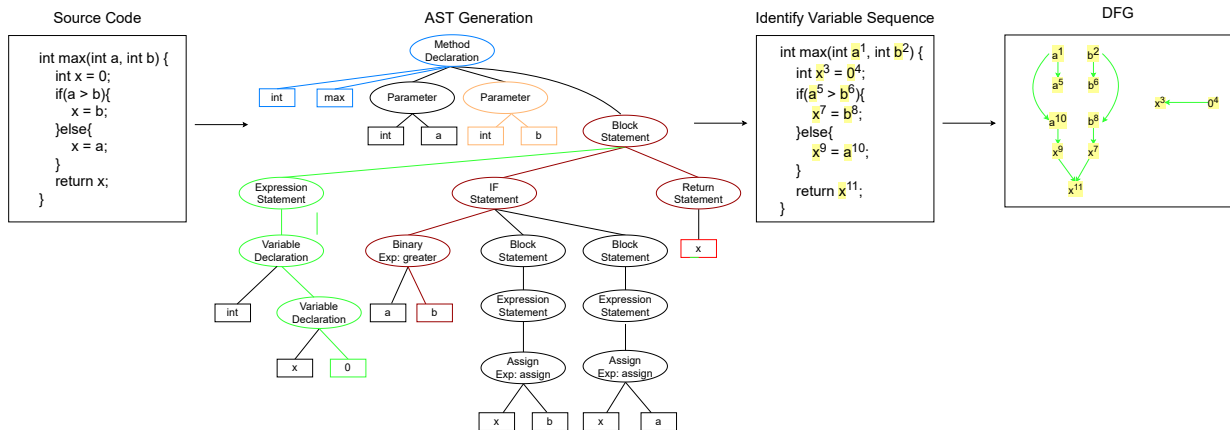 Source Code
int max(int a, int b) {
int x = 0;
if(a > b){
x = b;
}else{
x = a;
}
return x;
}
AST Generation
Method
Declaration
int
max
Parameter
Parameter
int
a
int
b
Block
Statement
Expression
Statement
IF
Statement
Return
Statement
Variable
Declaration
Binary
Exp: greater
Block
Statement
Block
Statement
x
int
Variable
Declaration
a
b
Expression
Statement
Expression
Statement
x
0
Assign
Exp: assign
Assign
Exp: assign
x
b
x
a
Identify Variable Sequence
int max(int a¹, int b²) {
int x³ = 0⁴;
if(a⁵ > b⁶){
x⁷ = b⁸;
}else{
x⁹ = a¹⁰;
}
return x¹¹;
}
DFG
a¹
b²
a⁵
b⁶
x³
0⁴
a¹⁰
b⁸
x⁹
x⁷
x¹¹